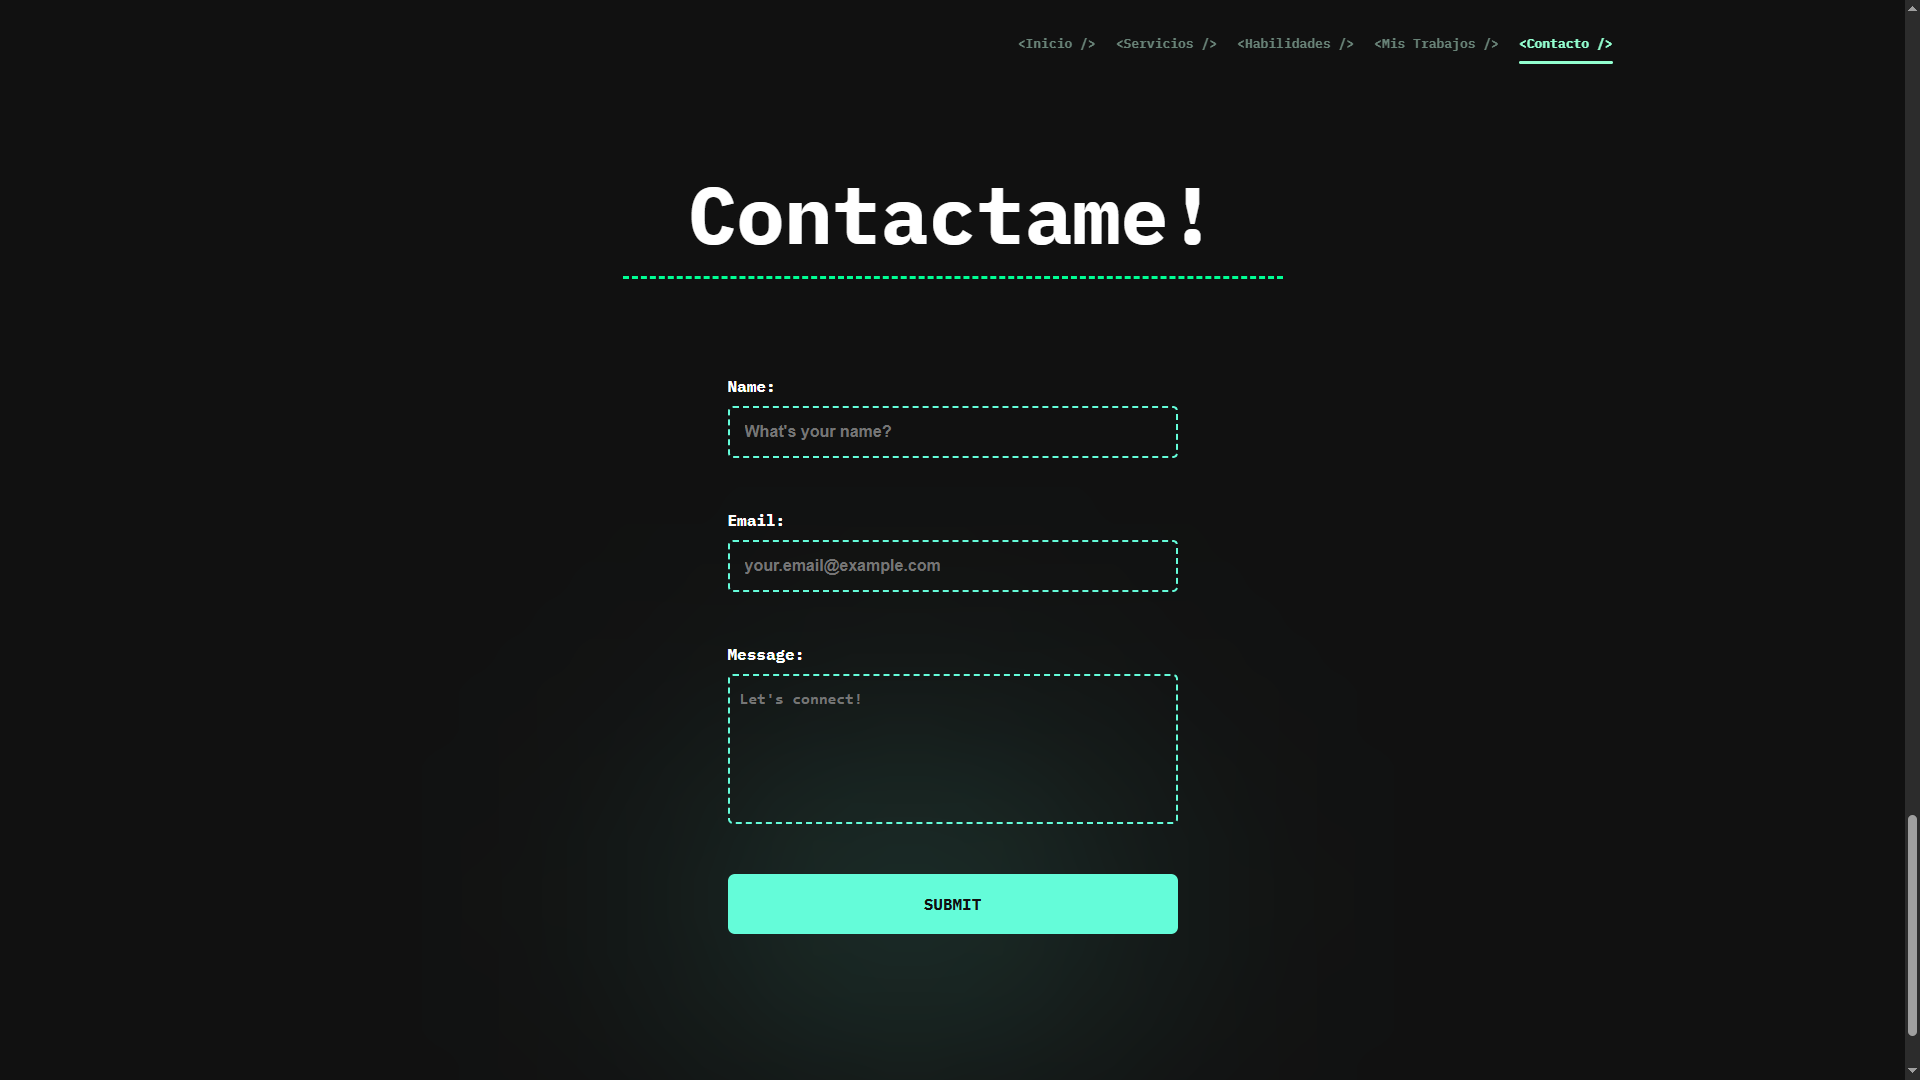 <Inicio /> <Servicios /> <Habilidades /> <Mis Trabajos /> <Contacto />
Contactame!
Name:
What's your name?
Email:
your.email@example.com
Message:
Let's connect!
SUBMIT